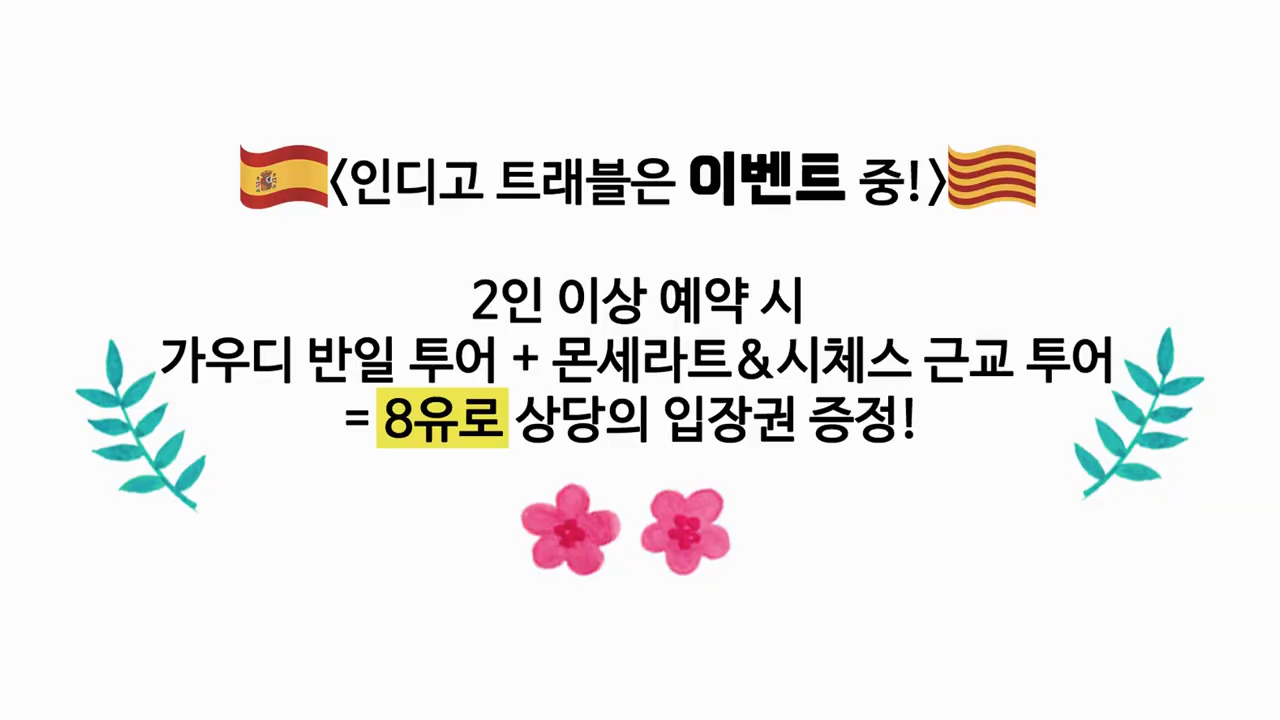 〈인디고 트래블은 이벤트 중!〉
2인 이상 예약 시
가우디 반일 투어 + 몬세라트&시체스 근교 투어
= 8유로 상당의 입장권 증정!